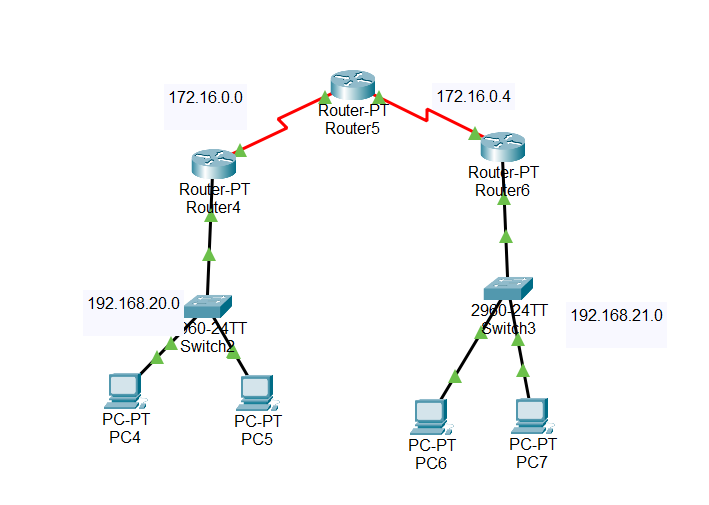 172.16.0.0
172.16.0.4
Router-PT
Router5
Router-PT
Router4
Router-PT
Router6
192.168.20.0
60-24TT
Switch2
2960-24TT
Switch3
192.168.21.0
PC-PT
PC4
PC-PT
PC5
PC-PT
PC6
PC-PT
PC7